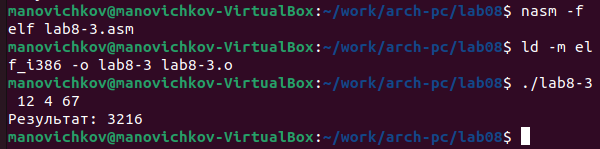 manovichkov@manovichkov-VirtualBox:~/work/arch-pc/lab08$ nasm -f
elf lab8-3.asm
manovichkov@manovichkov-VirtualBox:~/work/arch-pc/lab08$ ld -m el
f_i386 -o lab8-3 lab8-3.o
manovichkov@manovichkov-VirtualBox:~/work/arch-pc/lab08$ ./lab8-3
 12 4 67
Результат: 3216
manovichkov@manovichkov-VirtualBox:~/work/arch-pc/lab08$